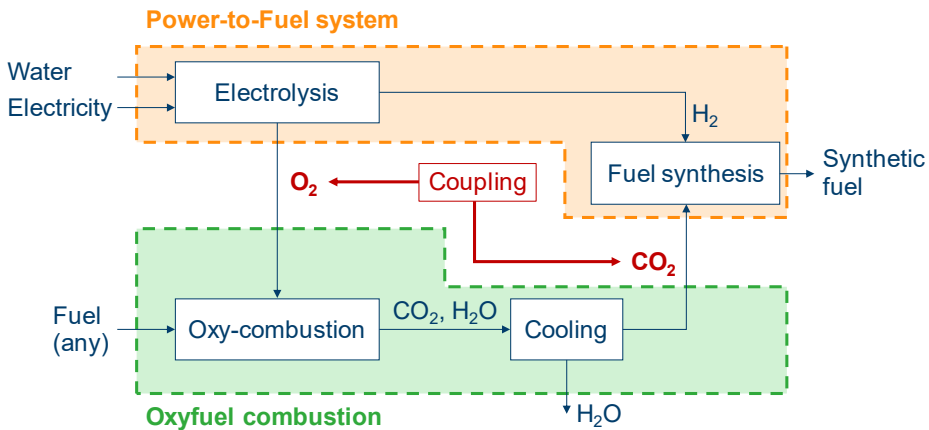 Power-to-Fuel system
Water
Electricity
Electrolysis
H₂
Fuel synthesis
Synthetic
fuel
O₂
Coupling
CO₂
Fuel
(any)
Oxy-combustion
CO₂, H₂O
Cooling
H₂O
Oxyfuel combustion